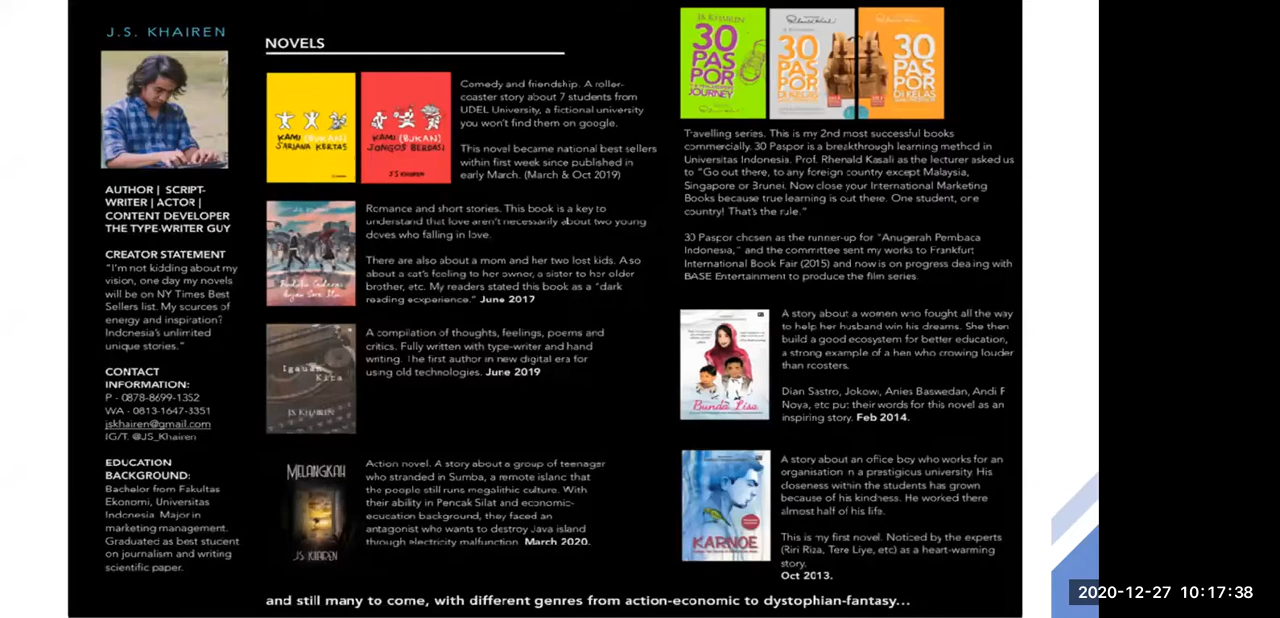 J.S. KHAIREN
AUTHOR | SCRIPT-
WRITER | ACTOR |
CONTENT DEVELOPER
THE TYPE-WRITER GUY
CREATOR STATEMENT
"I'm not kidding about my
vision, one day my novels
will be on NY Times Best
Sellers list. My sources of
energy and inspiration?
Indonesia's unlimited
unique stories."
CONTACT
INFORMATION:
P - 0878-8699-1352
WA - 0813-1647-3351
jskhairen@gmail.com
IG/T. @JS_Khairen
EDUCATION
BACKGROUND:
Bachelor from Fakultas
Ekonomi, Universitas
Indonesia. Major in
marketing management.
Graduated as best student
on journalism and writing
scientific paper.
NOVELS
KAMI (BUKAN)
SARJANA KERTAS
KAMI (BUKAN)
JONGOS BERDASI
JS KHAIREN
Comedy and friendship. A roller-
coaster story about 7 students from
UDEL University, a fictional university
you won't find them on google.
This novel became national best sellers
within first week since published in
early March. (March & Oct 2019)
Romance and short stories. This book is a key to
understand that love aren't necessarily about two young
doves who falling in love.
There are also about a mom and her two lost kids. Also
about a cat's feeling to her owner, a sister to her older
brother, etc. My readers stated this book as a "dark
reading ecxperience." June 2017
Igauan
Kita
JS KHAIREN
A compilation of thoughts, feelings, poems and
critics. Fully written with type-writer and hand
writing. The first author in new digital era for
using old technologies. June 2019
MELANGKAH
J.S KHAIREN
Action novel. A story about a group of teenager
who stranded in Sumba, a remote island that
the people still runs megalithic culture. With
their ability in Pencak Silat and economic-
education background, they faced an
antagonist who wants to destroy Java island
through electricity malfunction. March 2020.
JS KHAIREN
30
PAS
POR
JOURNEY
30
PAS
POR
DI KELAS
30
PAS
POR
DI KELAS
Travelling series. This is my 2nd most successful books
commercially. 30 Paspor is a breakthrough learning method in
Universitas Indonesia. Prof. Rhenald Kasali as the lecturer asked us
to "Go out there, to any foreign country except Malaysia,
Singapore or Brunei. Now close your International Marketing
Books because true learning is out there. One student, one
country! That's the rule."
30 Paspor chosen as the runner-up for "Anugerah Pembaca
Indonesia," and the committee sent my works to Frankfurt
International Book Fair (2015) and now is on progress dealing with
BASE Entertainment to produce the film series.
Bunda Lisa
A story about a women who fought all the way
to help her husband win his dreams. She then
build a good ecosystem for better education,
a strong example of a hen who crowing louder
than roosters.
Dian Sastro, Jokowi, Anies Baswedan, Andi F
Noya, etc put their words for this novel as an
inspiring story. Feb 2014.
KARNOE
A story about an office boy who works for an
organisation in a prestigious university. His
closeness within the students has grown
because of his kindness. He worked there
almost half of his life.
This is my first novel. Noticed by the experts
(Riri Riza, Tere Liye, etc) as a heart-warming
story.
Oct 2013.
and still many to come, with different genres from action-economic to dystophian-fantasy...
2020-12-27 10:17:38